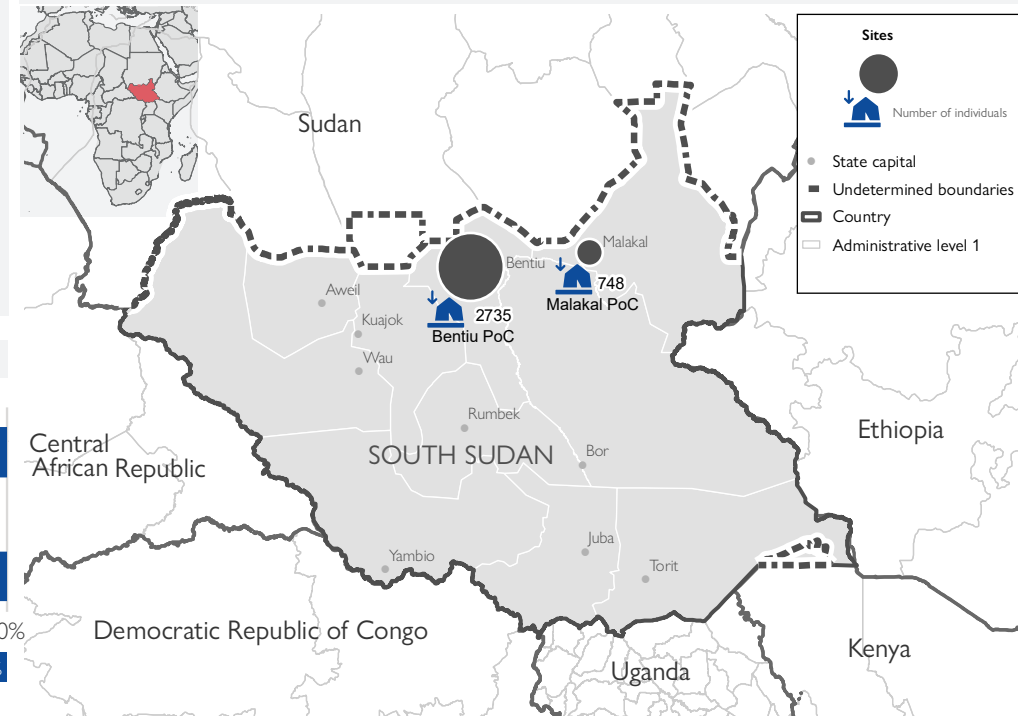 Sites
Number of individuals
State capital
Undetermined boundaries
Country
Administrative level 1
Sudan
Malakal
Bentiu
748
Malakal PoC
Aweil
2735
Kuajok
Bentiu PoC
Wau
Rumbek
Ethiopia
Central
African Republic
SOUTH SUDAN
Bor
Juba
Yambio
Torit
0%
Democratic Republic of Congo
Kenya
Uganda